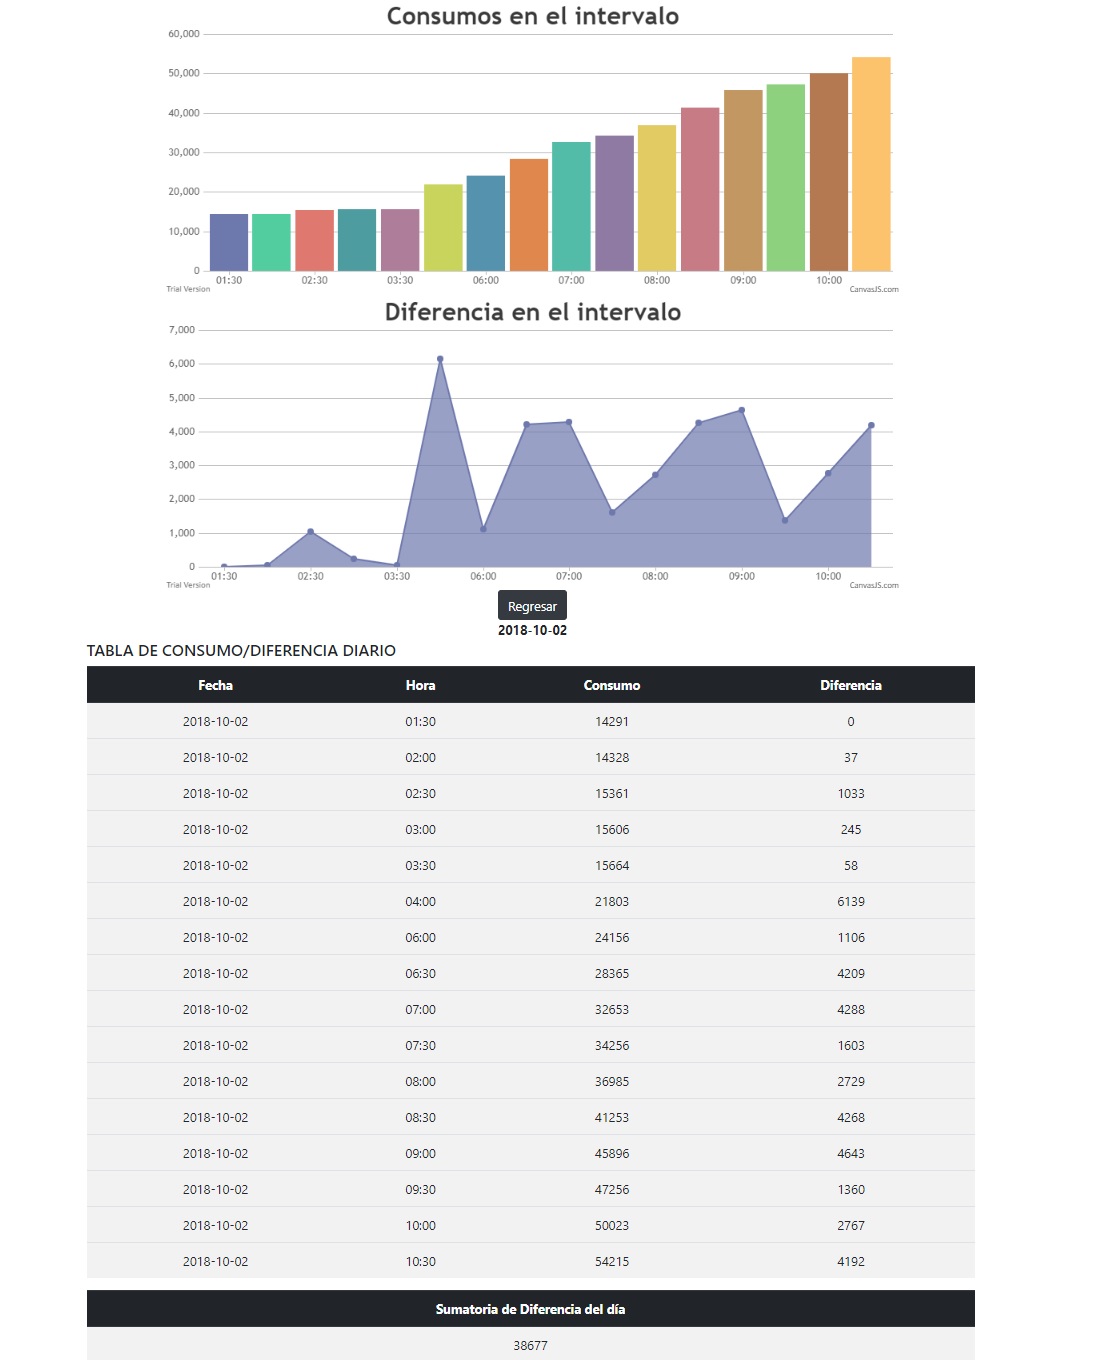 Consumos en el intervalo
60,000
50,000
40,000
30,000
20,000
10,000
0
01:30 02:30 03:30 06:00 07:00 08:00 09:00 10:00
Trial Version CanvasJS.com
Diferencia en el intervalo
7,000
6,000
5,000
4,000
3,000
2,000
1,000
0
01:30 02:30 03:30 06:00 07:00 08:00 09:00 10:00
Trial Version CanvasJS.com
Regresar
2018-10-02
TABLA DE CONSUMO/DIFERENCIA DIARIO
Fecha Hora Consumo Diferencia
2018-10-02 01:30 14291 0
2018-10-02 02:00 14328 37
2018-10-02 02:30 15361 1033
2018-10-02 03:00 15606 245
2018-10-02 03:30 15664 58
2018-10-02 04:00 21803 6139
2018-10-02 06:00 24156 1106
2018-10-02 06:30 28365 4209
2018-10-02 07:00 32653 4288
2018-10-02 07:30 34256 1603
2018-10-02 08:00 36985 2729
2018-10-02 08:30 41253 4268
2018-10-02 09:00 45896 4643
2018-10-02 09:30 47256 1360
2018-10-02 10:00 50023 2767
2018-10-02 10:30 54215 4192
Sumatoria de Diferencia del día
38677